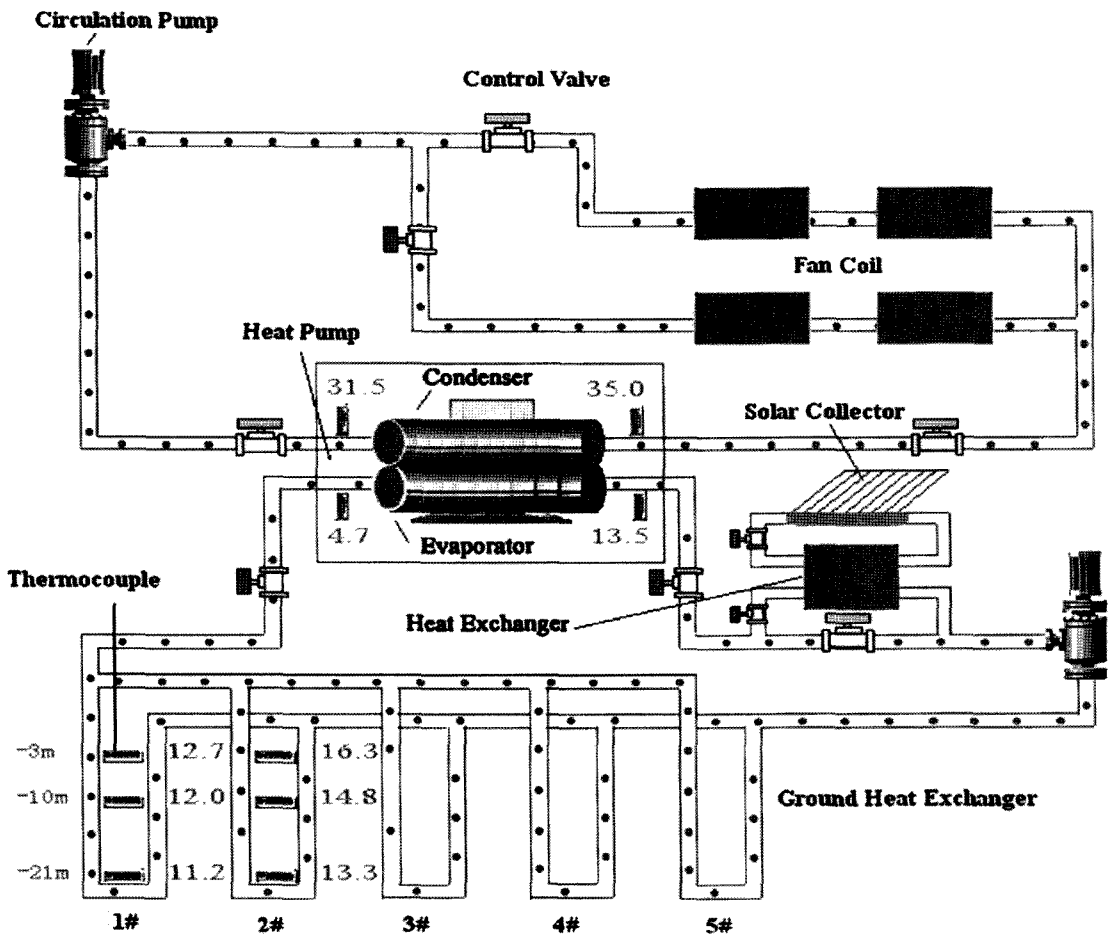 Circulation Pump
Control Valve
Fan Coil
Heat Pump
31.5
Condenser
35.0
Solar Collector
4.7
Evaporator
13.5
Thermocouple
Heat Exchanger
-3m
12.7
16.3
-10m
12.0
14.8
Ground Heat Exchanger
-21m
11.2
13.3
1#
2#
3#
4#
5#